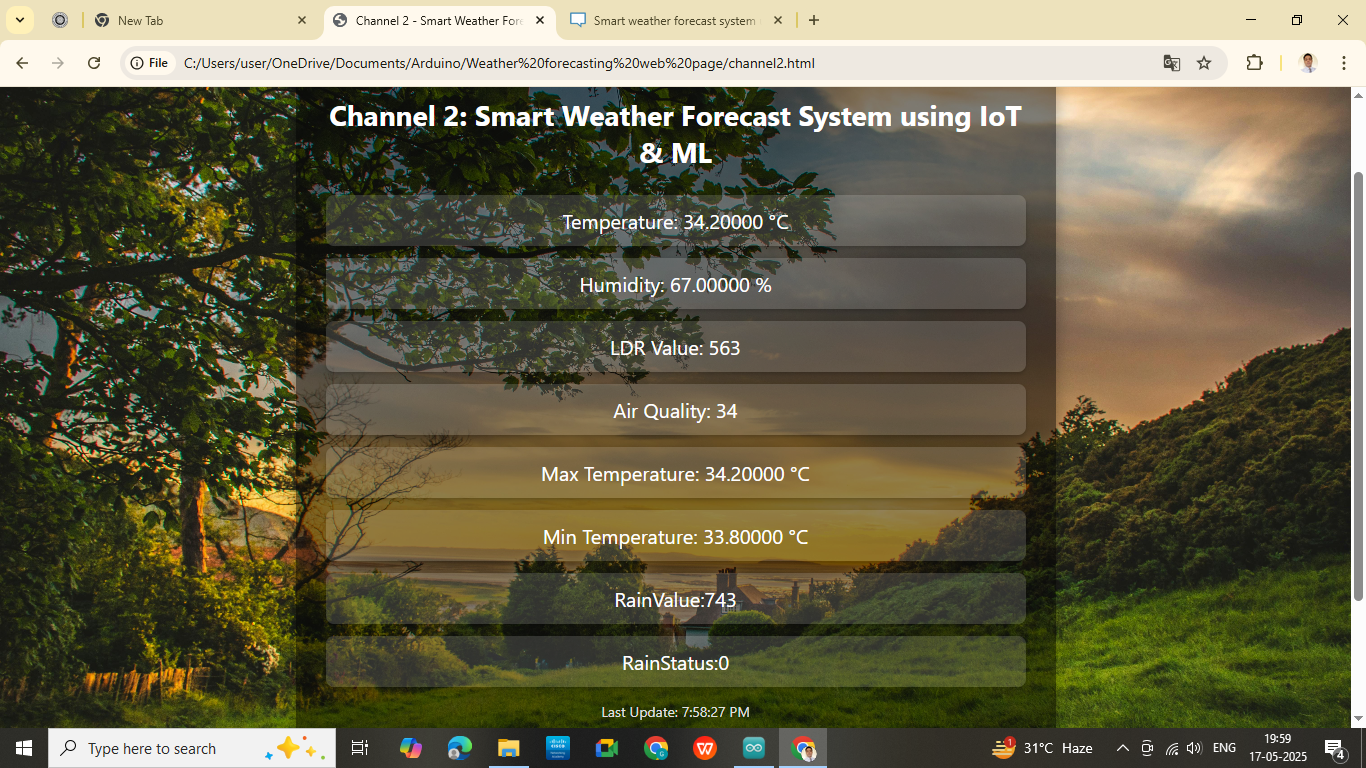 New Tab
Channel 2 - Smart Weather Fore
Smart weather forecast system
File
C:/Users/user/OneDrive/Documents/Arduino/Weather%20forecasting%20web%20page/channel2.html
Channel 2: Smart Weather Forecast System using IoT
& ML
Temperature: 34.20000 °C
Humidity: 67.00000 %
LDR Value: 563
Air Quality: 34
Max Temperature: 34.20000 °C
Min Temperature: 33.80000 °C
RainValue:743
RainStatus:0
Last Update: 7:58:27 PM
Type here to search
1
31°C Haze
ENG
19:59
17-05-2025
4